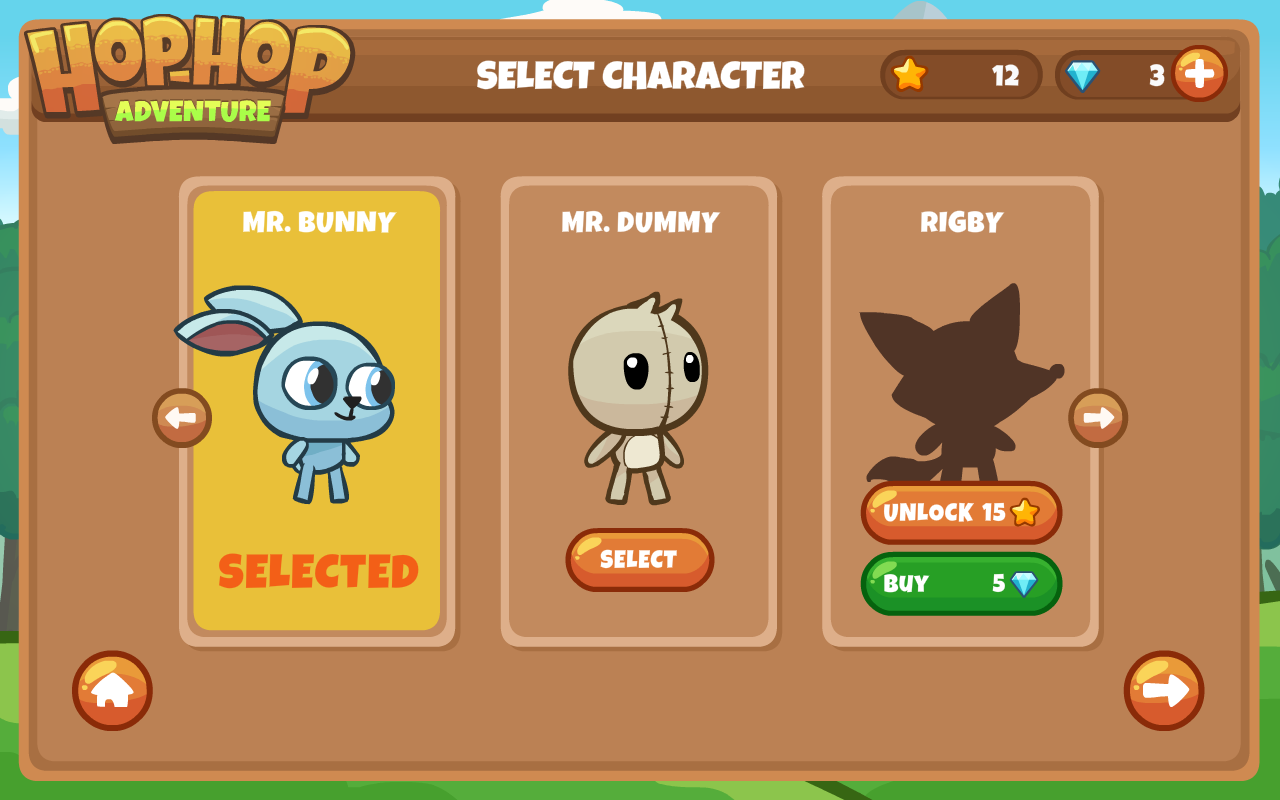 HOP HOP
ADVENTURE
SELECT CHARACTER
12
3
MR. BUNNY
SELECTED
MR. DUMMY
SELECT
RIGBY
UNLOCK 15
BUY 5